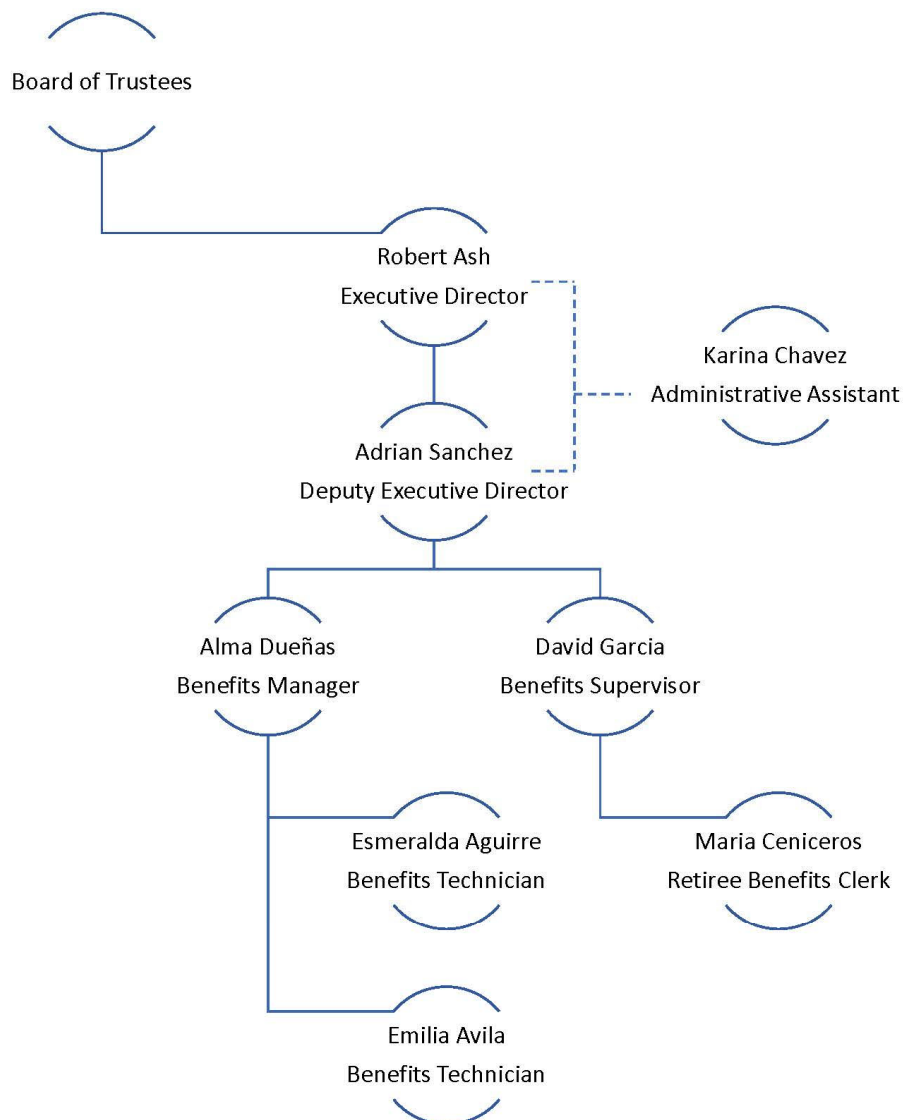 Board of Trustees
Robert Ash
Executive Director
Karina Chavez
Administrative Assistant
Adrian Sanchez
Deputy Executive Director
Alma Dueñas
Benefits Manager
David Garcia
Benefits Supervisor
Esmeralda Aguirre
Benefits Technician
Maria Ceniceros
Retiree Benefits Clerk
Emilia Avila
Benefits Technician